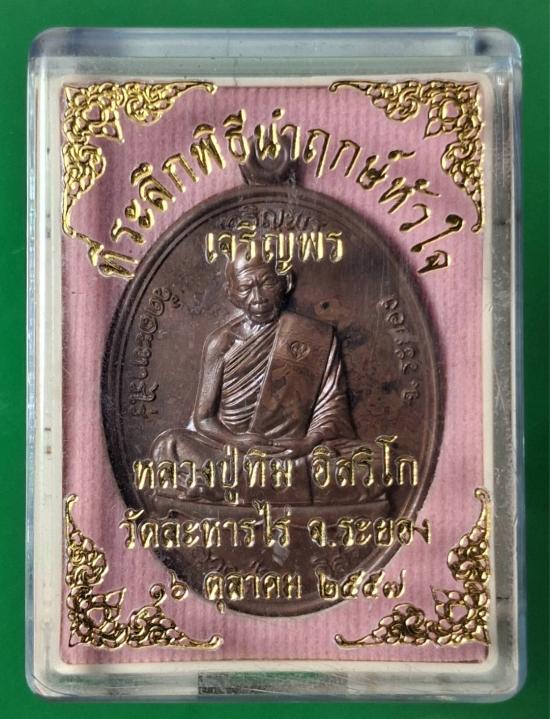 ที่ระลึกพิธีนำฤกษ์หัวใจ
เจริญพร
หลวงปู่ทิม อิสริโก
วัดละหารไร่ จ.ระยอง
๑๖ ตุลาคม ๒๕๕๗